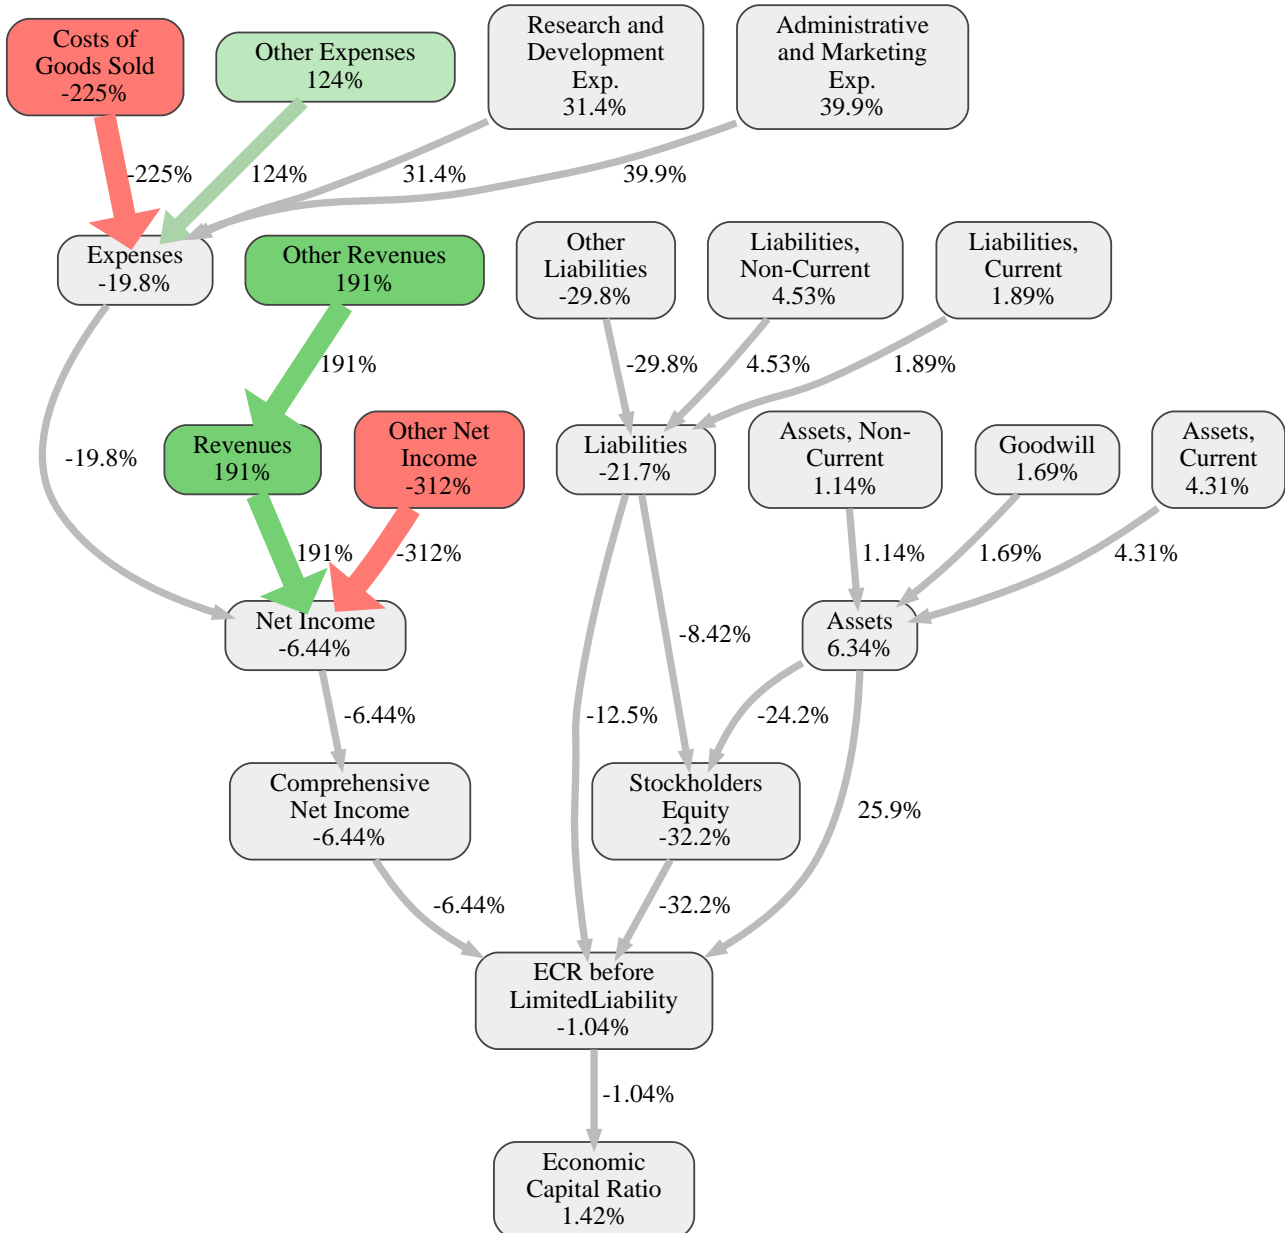 Costs of
Goods Sold
-225%
Other Expenses
124%
Research and
Development
Exp.
31.4%
Administrative
and Marketing
Exp.
39.9%
-225%
124%
31.4%
39.9%
Expenses
-19.8%
Other Revenues
191%
Other
Liabilities
-29.8%
Liabilities,
Non-Current
4.53%
Liabilities,
Current
1.89%
191%
-29.8%
4.53%
1.89%
-19.8%
Revenues
191%
Other Net
Income
-312%
Liabilities
-21.7%
Assets, Non-
Current
1.14%
Goodwill
1.69%
Assets,
Current
4.31%
191%
-312%
1.14%
1.69%
4.31%
Net Income
-6.44%
-8.42%
Assets
6.34%
-6.44%
-12.5%
-24.2%
Comprehensive
Net Income
-6.44%
Stockholders
Equity
-32.2%
25.9%
-6.44%
-32.2%
ECR before
LimitedLiability
-1.04%
-1.04%
Economic
Capital Ratio
1.42%